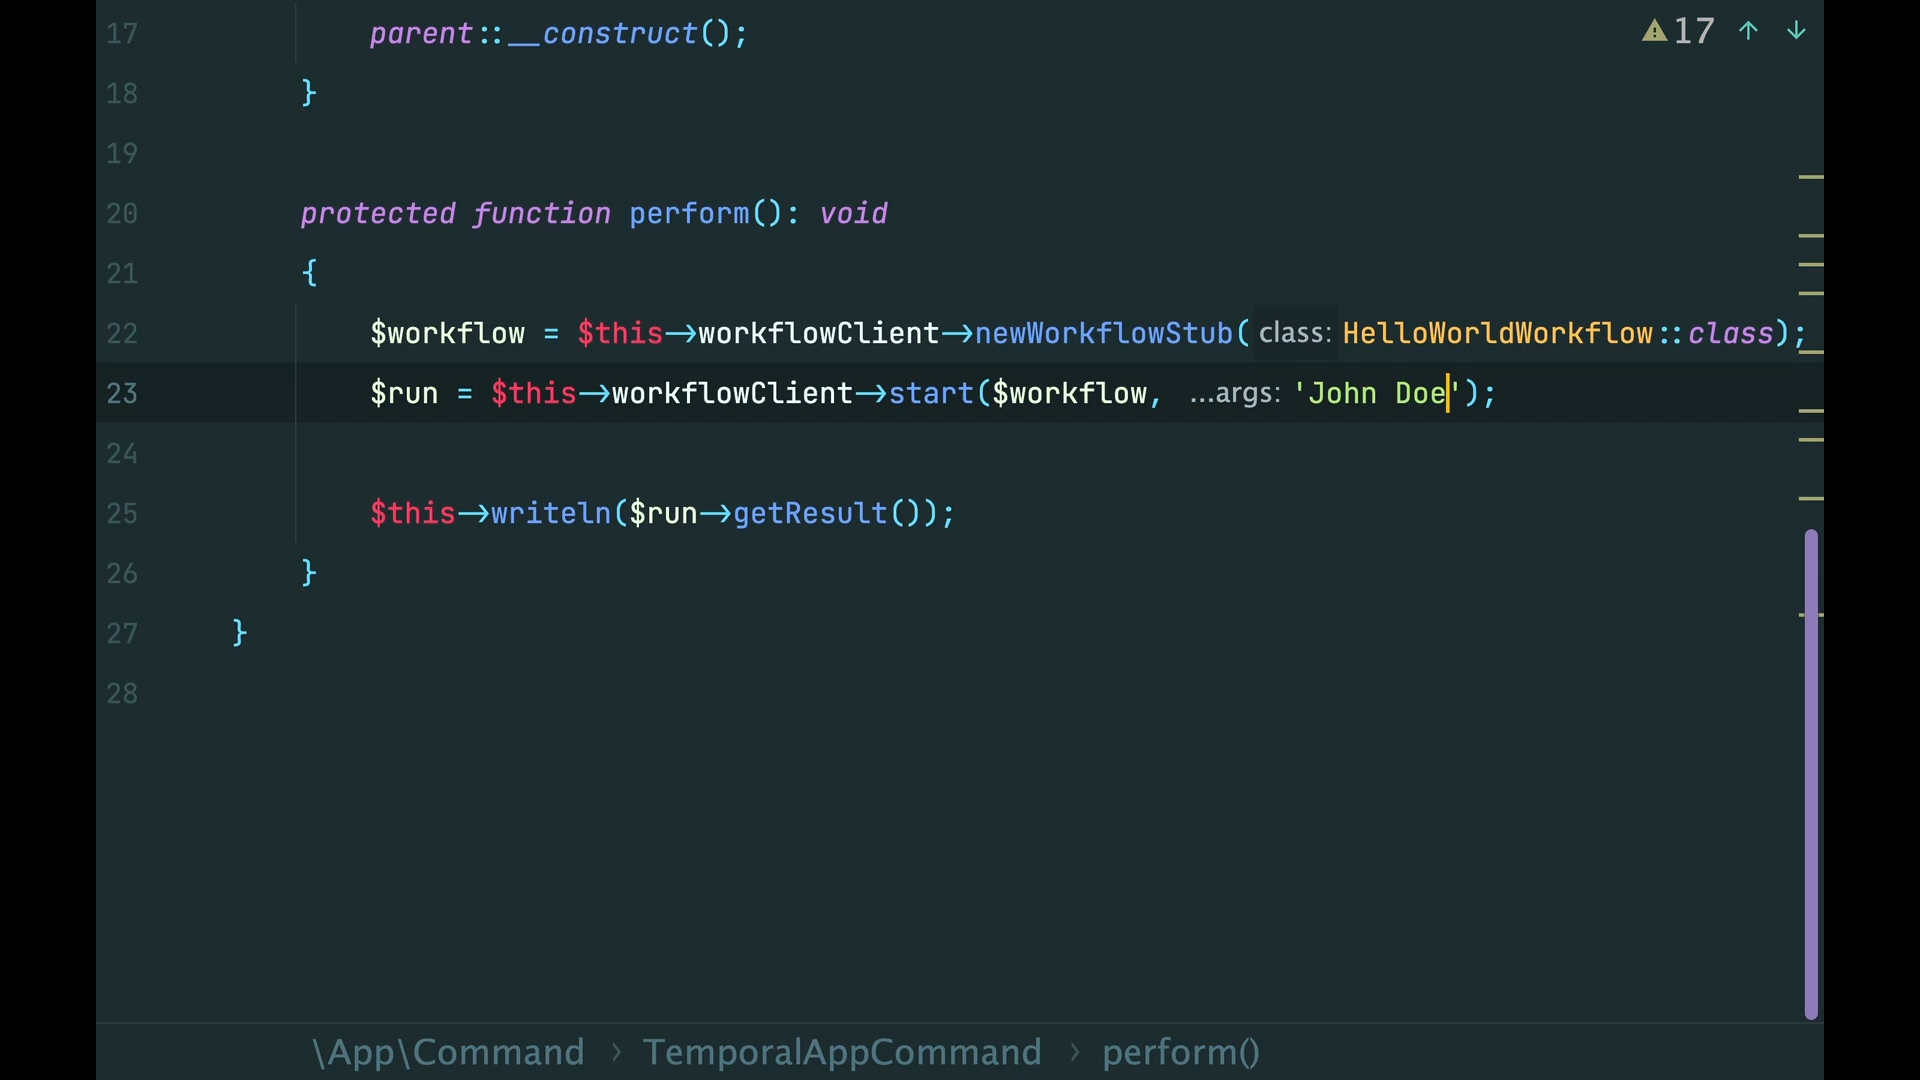 17 parent::__construct();
⚠ 17 ↑ ↓
18 }
19
20 protected function perform(): void
21 {
22 $workflow = $this->workflowClient->newWorkflowStub( class: HelloWorldWorkflow::class);
23 $run = $this->workflowClient->start($workflow, ...args: 'John Doe');
24
25 $this->writeln($run->getResult());
26 }
27 }
28
\App\Command › TemporalAppCommand › perform()